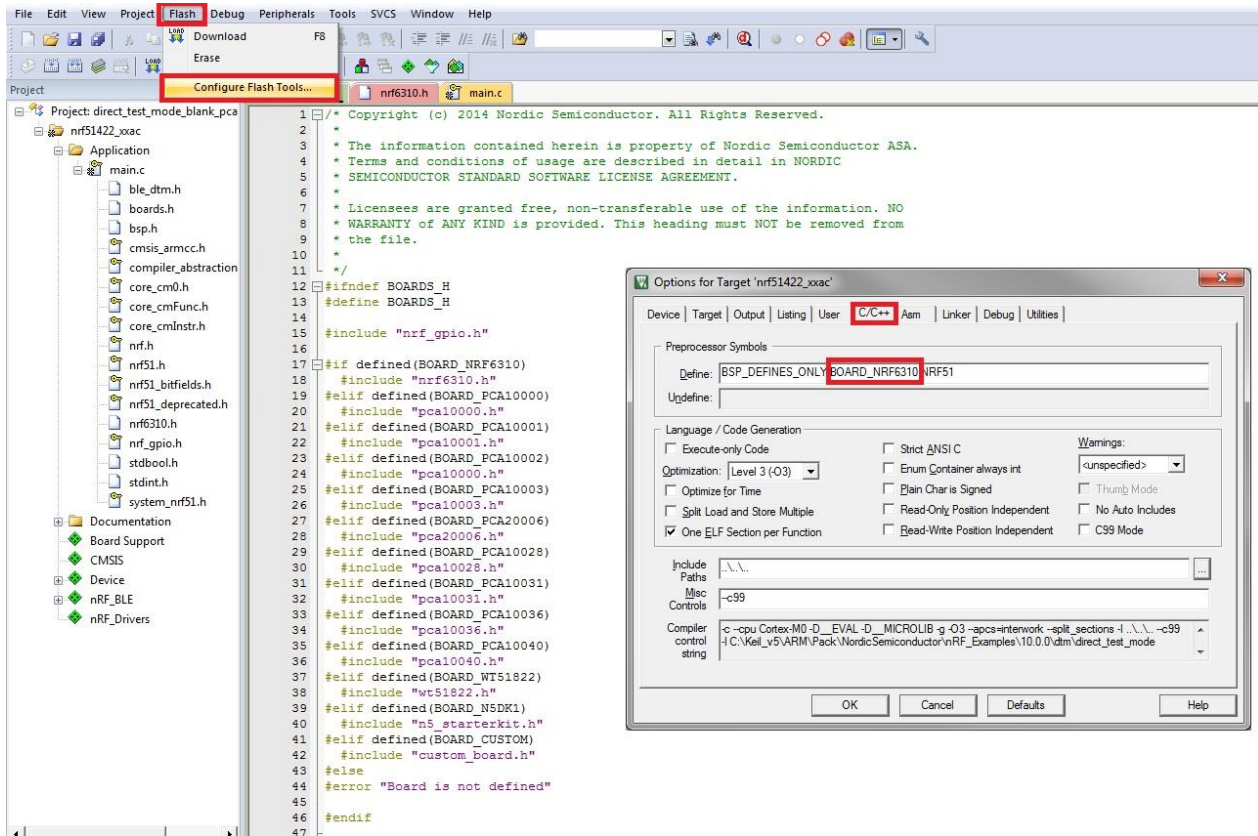 File Edit View Project Flash Debug Peripherals Tools SVCS Window Help
LOAD Download F8
Erase
LOAD
Configure Flash Tools...
Project
nrf6310.h main.c
Project: direct_test_mode_blank_pca
nrf51422_xxac
Application
main.c
ble_dtm.h
boards.h
bsp.h
cmsis_armcc.h
compiler_abstraction
core_cm0.h
core_cmFunc.h
core_cmInstr.h
nrf.h
nrf51.h
nrf51_bitfields.h
nrf51_deprecated.h
nrf6310.h
nrf_gpio.h
stdbool.h
stdint.h
system_nrf51.h
Documentation
Board Support
CMSIS
Device
nRF_BLE
nRF_Drivers
1 /* Copyright (c) 2014 Nordic Semiconductor. All Rights Reserved.
2 *
3 * The information contained herein is property of Nordic Semiconductor ASA.
4 * Terms and conditions of usage are described in detail in NORDIC
5 * SEMICONDUCTOR STANDARD SOFTWARE LICENSE AGREEMENT.
6 *
7 * Licensees are granted free, non-transferable use of the information. NO
8 * WARRANTY of ANY KIND is provided. This heading must NOT be removed from
9 * the file.
10 *
11 */
12 #ifndef BOARDS_H
13 #define BOARDS_H
14
15 #include "nrf_gpio.h"
16
17 #if defined(BOARD_NRF6310)
18 #include "nrf6310.h"
19 #elif defined(BOARD_PCA10000)
20 #include "pca10000.h"
21 #elif defined(BOARD_PCA10001)
22 #include "pca10001.h"
23 #elif defined(BOARD_PCA10002)
24 #include "pca10000.h"
25 #elif defined(BOARD_PCA10003)
26 #include "pca10003.h"
27 #elif defined(BOARD_PCA20006)
28 #include "pca20006.h"
29 #elif defined(BOARD_PCA10028)
30 #include "pca10028.h"
31 #elif defined(BOARD_PCA10031)
32 #include "pca10031.h"
33 #elif defined(BOARD_PCA10036)
34 #include "pca10036.h"
35 #elif defined(BOARD_PCA10040)
36 #include "pca10040.h"
37 #elif defined(BOARD_WT51822)
38 #include "wt51822.h"
39 #elif defined(BOARD_N5DK1)
40 #include "n5_starterkit.h"
41 #elif defined(BOARD_CUSTOM)
42 #include "custom_board.h"
43 #else
44 #error "Board is not defined"
45
46 #endif
47
Options for Target 'nrf51422_xxac'
Device Target Output Listing User C/C++ Asm Linker Debug Utilities
Preprocessor Symbols
Define: BSP_DEFINES_ONLY BOARD_NRF6310 NRF51
Undefine:
Language / Code Generation
Execute-only Code Strict ANSI C Warnings:
Optimization: Level 3 (-O3) Enum Container always int <unspecified>
Optimize for Time Plain Char is Signed Thumb Mode
Split Load and Store Multiple Read-Only Position Independent No Auto Includes
One ELF Section per Function Read-Write Position Independent C99 Mode
Include Paths ..\..\.. ...
Misc Controls --c99
Compiler control string -c --cpu Cortex-M0 -D__EVAL -D__MICROLIB -g -O3 --apcs=interwork --split_sections -I ..\..\.. --c99
-I C:\Keil_v5\ARM\Pack\NordicSemiconductor\nRF_Examples\10.0.0\dtm\direct_test_mode
OK Cancel Defaults Help